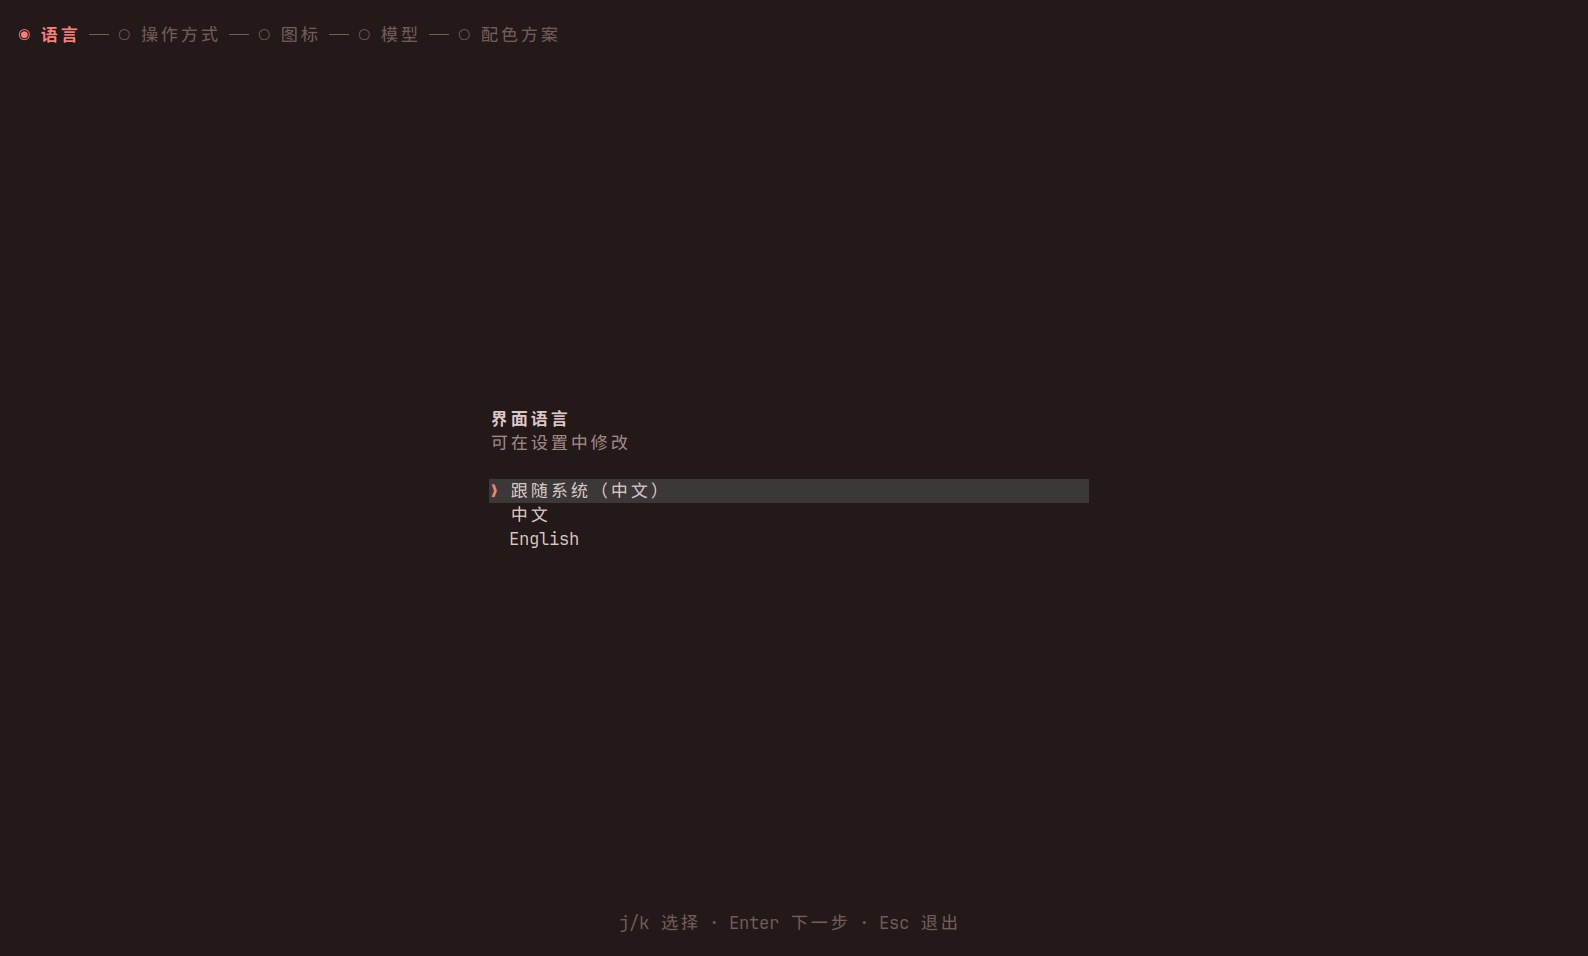 ◉ 语言 ── ○ 操作方式 ── ○ 图标 ── ○ 模型 ── ○ 配色方案
界面语言
可在设置中修改
❯ 跟随系统（中文）
中文
English
j/k 选择 · Enter 下一步 · Esc 退出